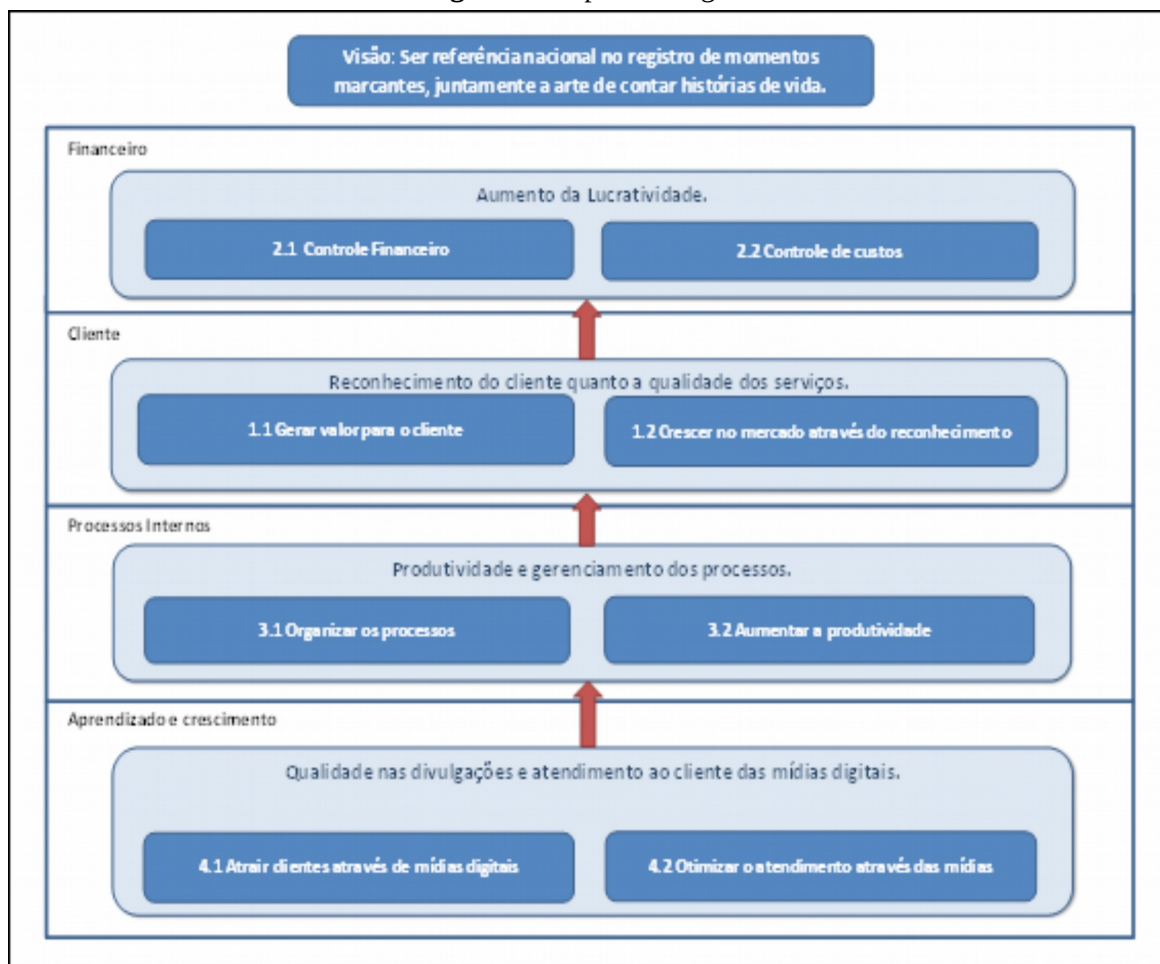 Visão: Ser referência nacional no registro de momentos
marcantes, juntamente a arte de contar histórias de vida.
Financeiro
Aumento da Lucratividade.
2.1 Controle Financeiro
2.2 Controle de custos
Cliente
Reconhecimento do cliente quanto a qualidade dos serviços.
1.1 Gerar valor para o cliente
1.2 Crescer no mercado através do reconhecimento
Processos Internos
Produtividade e gerenciamento dos processos.
3.1 Organizar os processos
3.2 Aumentar a produtividade
Aprendizado e crescimento
Qualidade nas divulgações e atendimento ao cliente das mídias digitais.
4.1 Atrair clientes através de mídias digitais
4.2 Otimizar o atendimento através das mídias